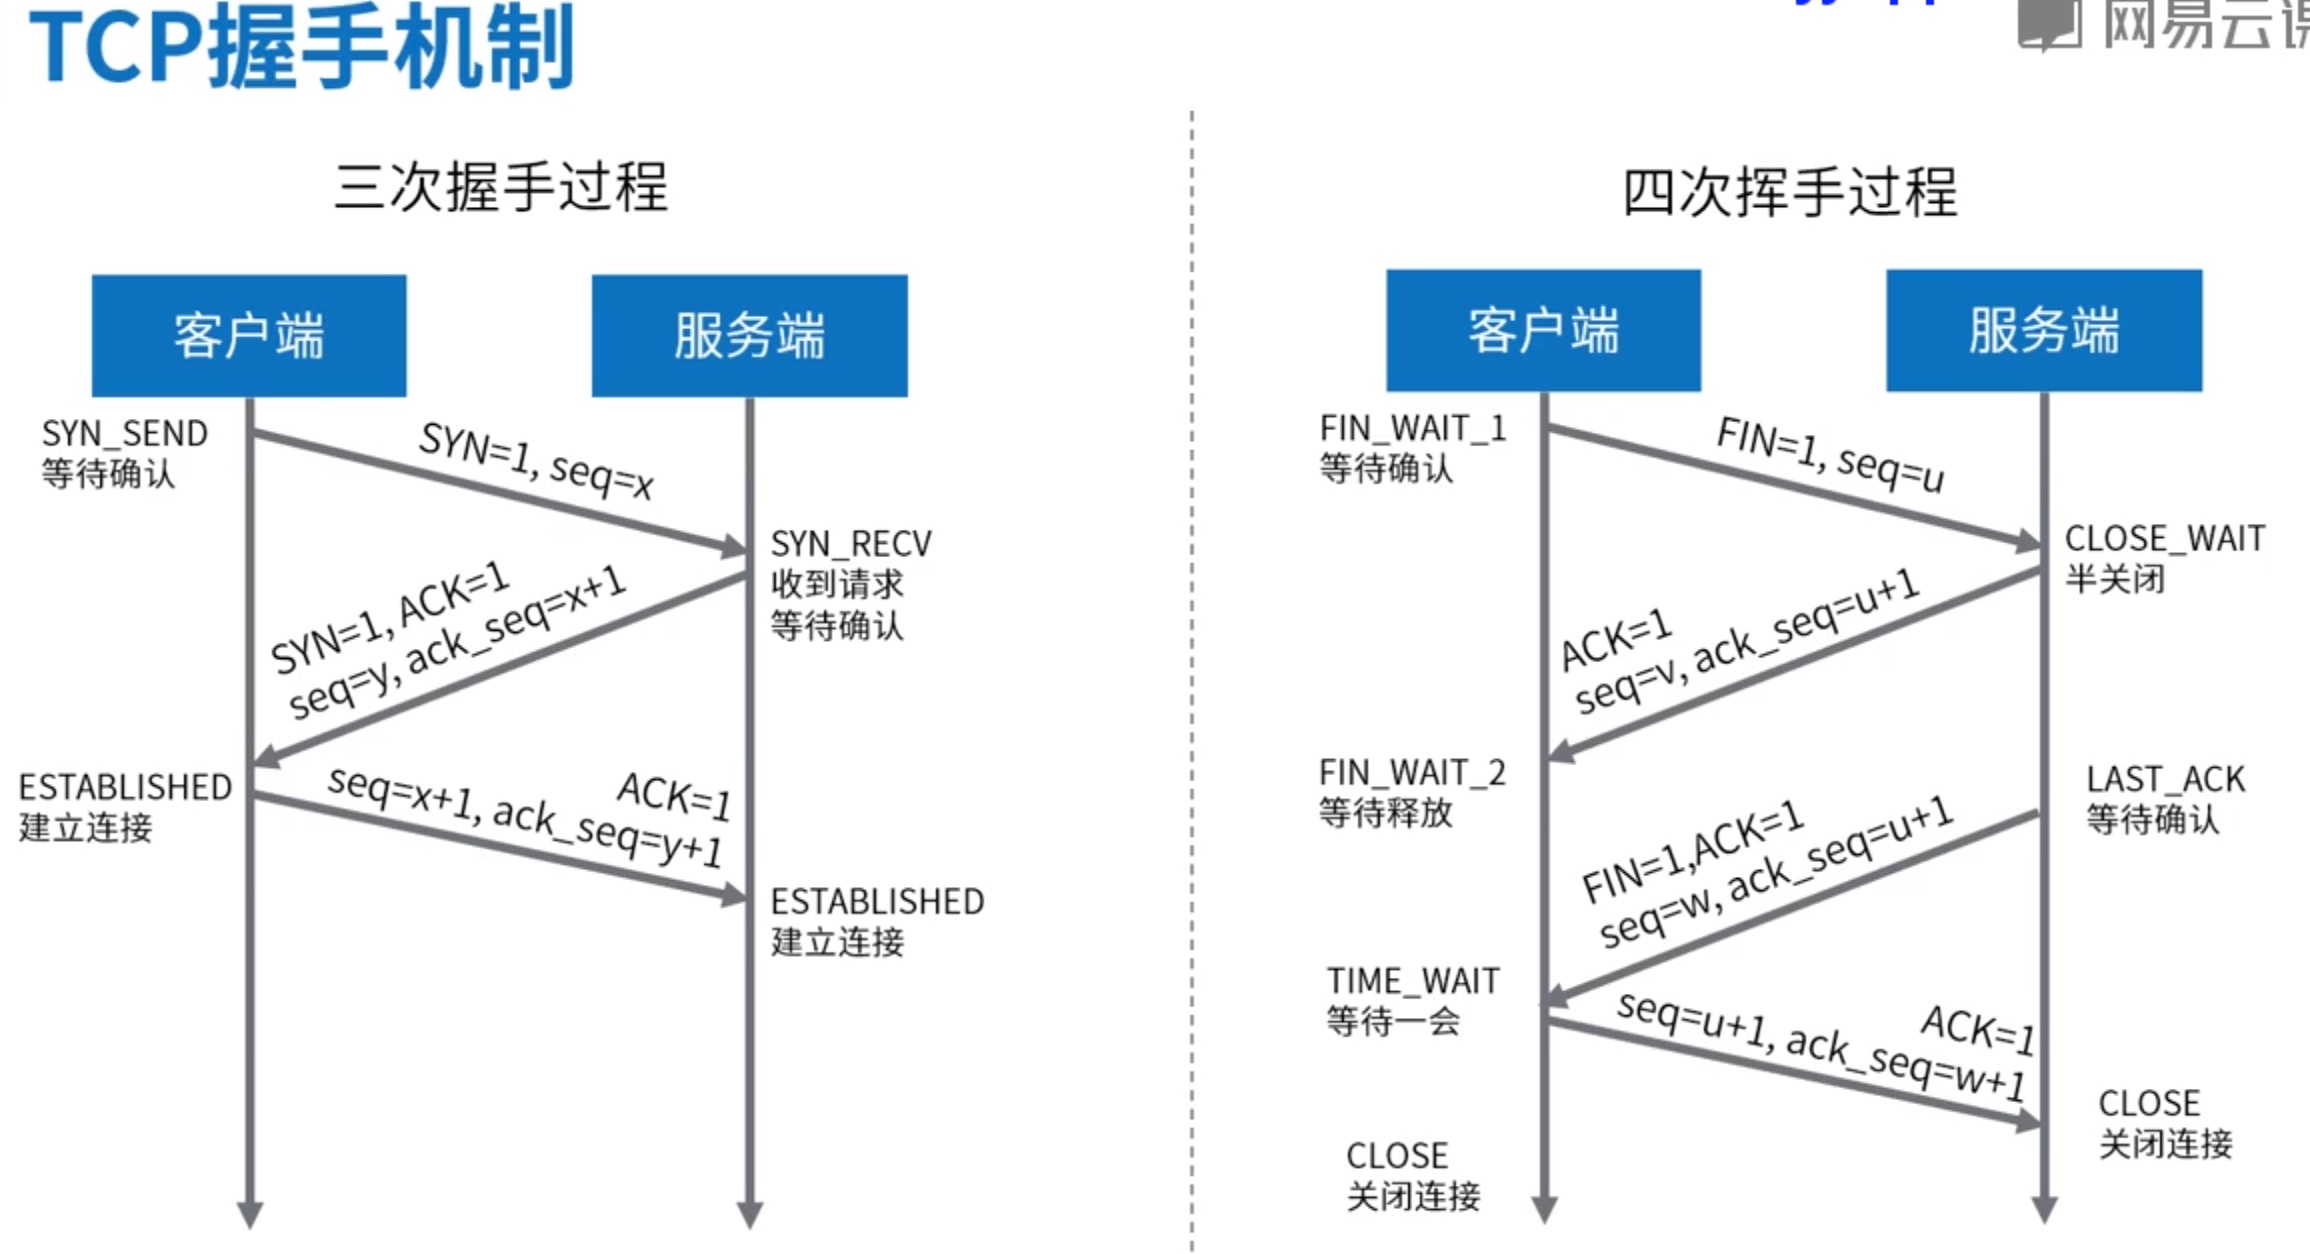 TCP握手机制
网易云课
三次握手过程
客户端
服务端
SYN_SEND
等待确认
SYN=1, seq=x
SYN_RECV
收到请求
等待确认
SYN=1, ACK=1
seq=y, ack_seq=x+1
ESTABLISHED
建立连接
ACK=1
seq=x+1, ack_seq=y+1
ESTABLISHED
建立连接
四次挥手过程
客户端
服务端
FIN_WAIT_1
等待确认
FIN=1, seq=u
CLOSE_WAIT
半关闭
ACK=1
seq=v, ack_seq=u+1
FIN_WAIT_2
等待释放
LAST_ACK
等待确认
FIN=1,ACK=1
seq=w, ack_seq=u+1
TIME_WAIT
等待一会
ACK=1
seq=u+1, ack_seq=w+1
CLOSE
关闭连接
CLOSE
关闭连接